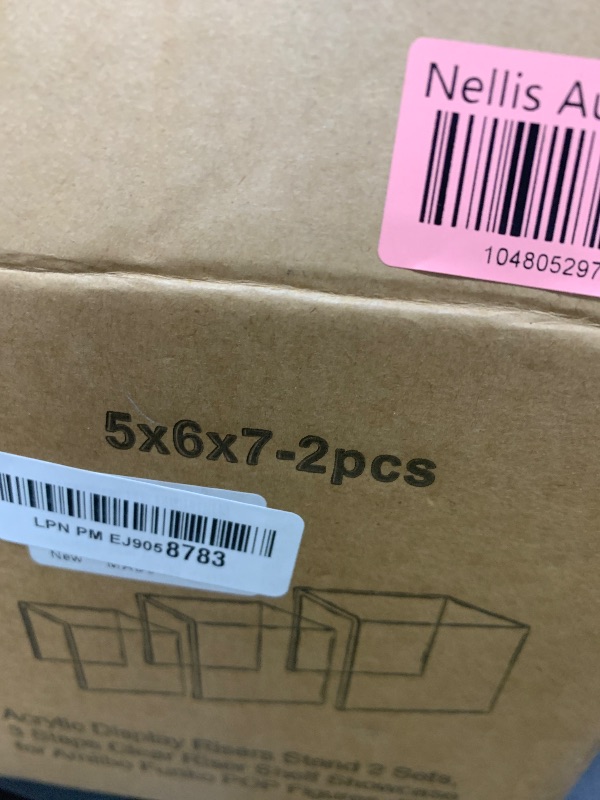 Nellis Au
104805297
5x6x7-2pcs
LPN PM EJ9058783
New
Acrylic Display Risers Stand 2 Sets,
3 Steps Clear Riser Shelf Showcase
for Amiibo Funko POP Figures